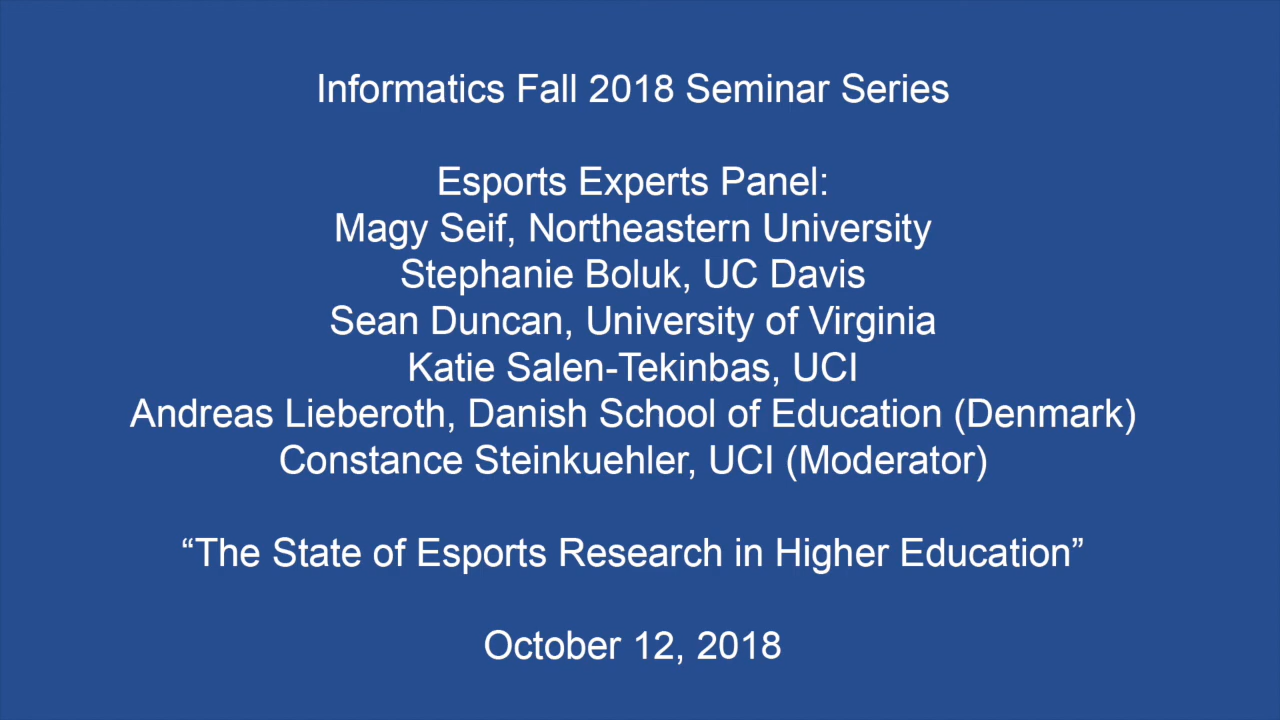 Informatics Fall 2018 Seminar Series
Esports Experts Panel:
Magy Seif, Northeastern University
Stephanie Boluk, UC Davis
Sean Duncan, University of Virginia
Katie Salen-Tekinbas, UCI
Andreas Lieberoth, Danish School of Education (Denmark)
Constance Steinkuehler, UCI (Moderator)
“The State of Esports Research in Higher Education”
October 12, 2018